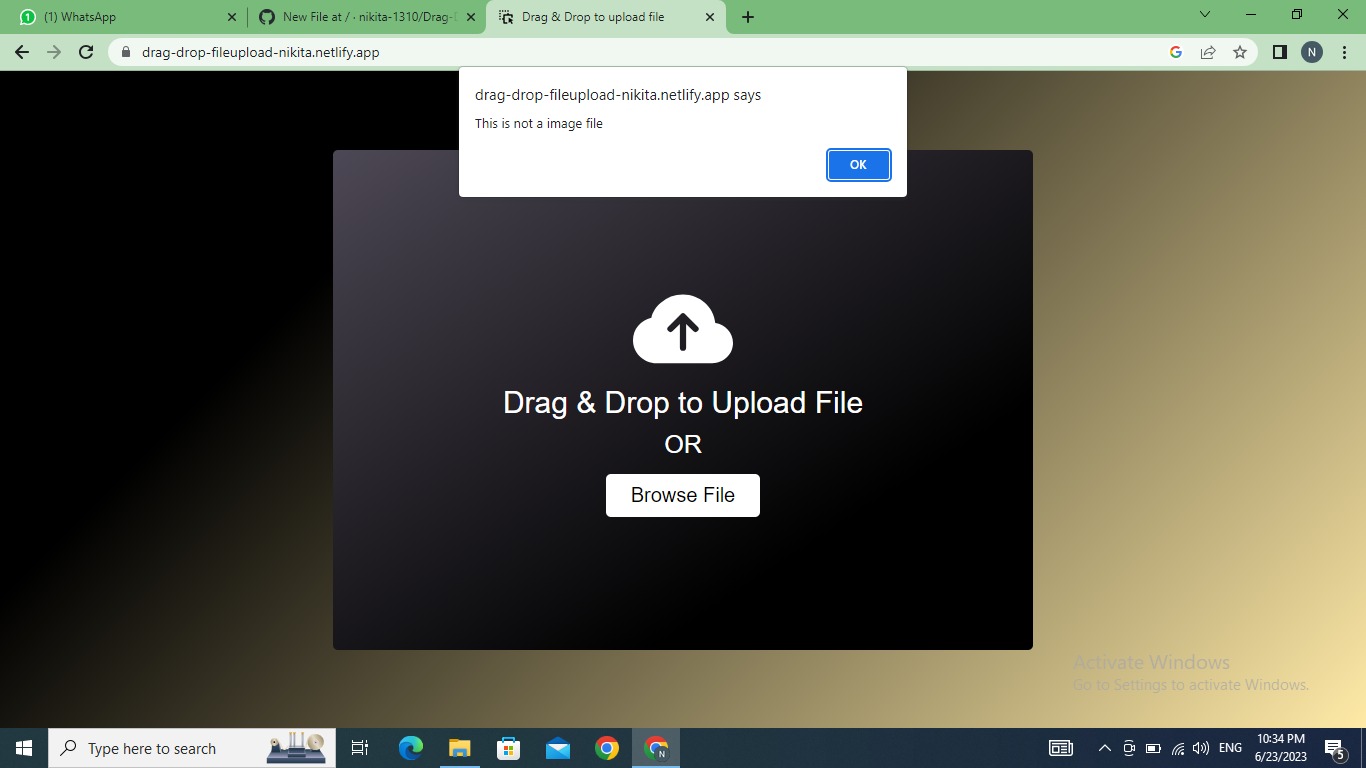 1 (1) WhatsApp
New File at / · nikita-1310/Drag-D
Drag & Drop to upload file
drag-drop-fileupload-nikita.netlify.app
G
N
drag-drop-fileupload-nikita.netlify.app says
This is not a image file
OK
Drag & Drop to Upload File
OR
Browse File
Activate Windows
Go to Settings to activate Windows.
Type here to search
N
ENG
10:34 PM
6/23/2023
5